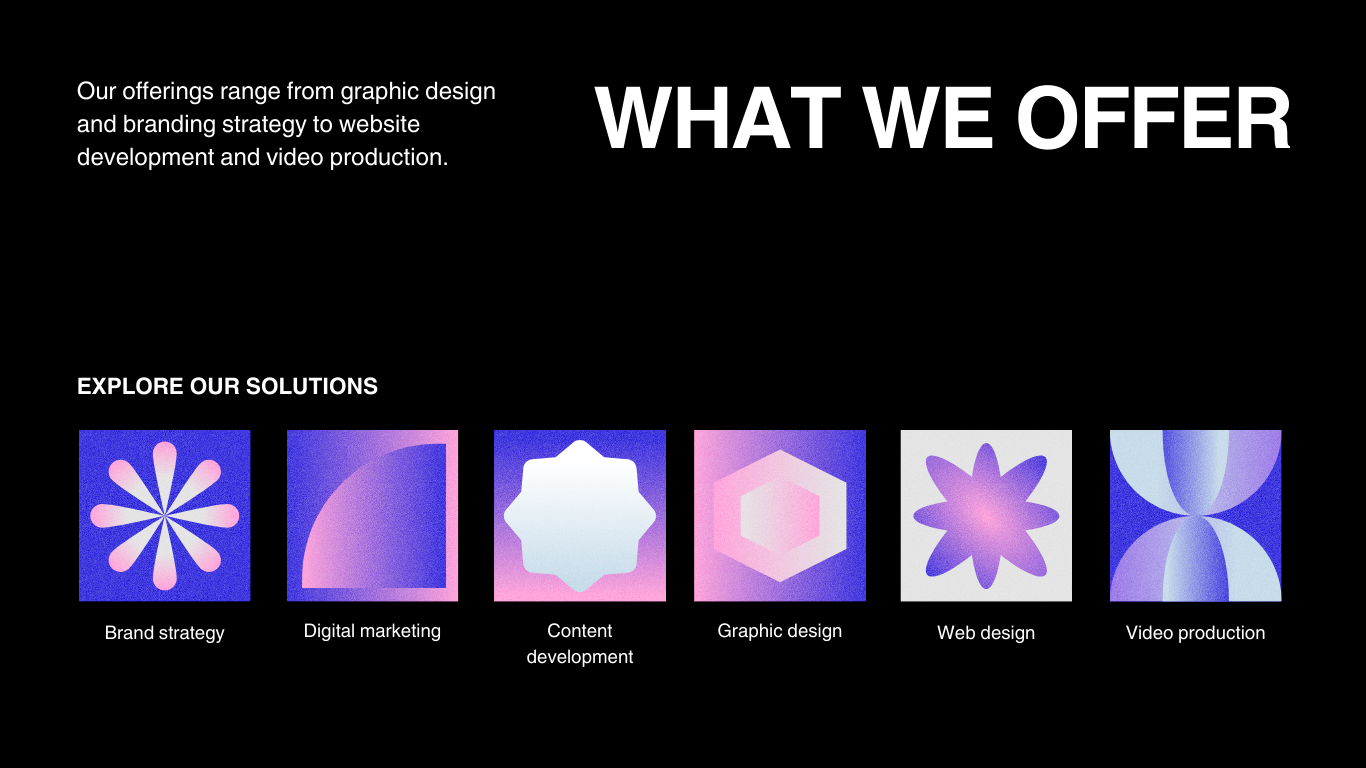 Our offerings range from graphic design
and branding strategy to website
development and video production.
WHAT WE OFFER
EXPLORE OUR SOLUTIONS
Brand strategy
Digital marketing
Content
development
Graphic design
Web design
Video production